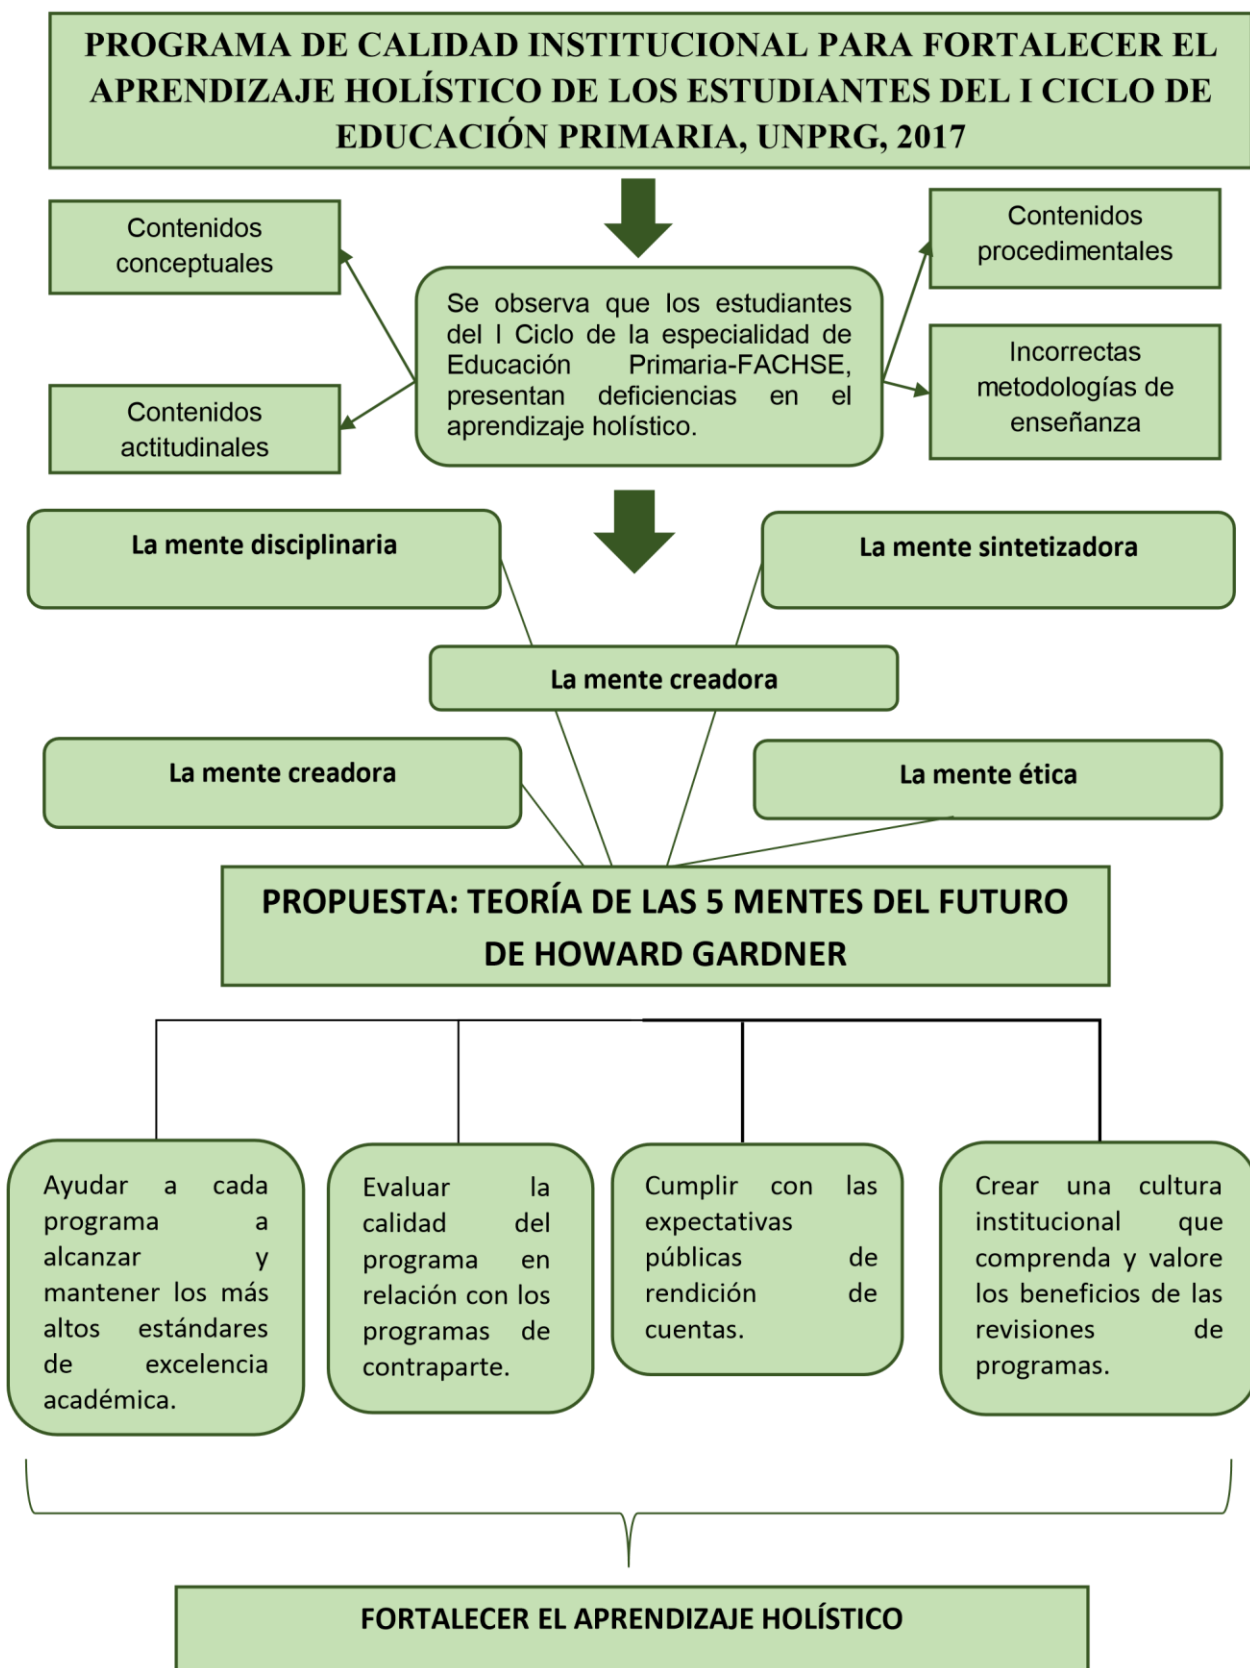 PROGRAMA DE CALIDAD INSTITUCIONAL PARA FORTALECER EL
APRENDIZAJE HOLÍSTICO DE LOS ESTUDIANTES DEL I CICLO DE
EDUCACIÓN PRIMARIA, UNPRG, 2017
Contenidos
conceptuales
Contenidos
procedimentales
Se observa que los estudiantes
del I Ciclo de la especialidad de
Educación Primaria-FACHSE,
presentan deficiencias en el
aprendizaje holístico.
Contenidos
actitudinales
Incorrectas
metodologías de
enseñanza
La mente disciplinaria
La mente sintetizadora
La mente creadora
La mente creadora
La mente ética
PROPUESTA: TEORÍA DE LAS 5 MENTES DEL FUTURO
DE HOWARD GARDNER
Ayudar a cada
programa a
alcanzar y
mantener los más
altos estándares
de excelencia
académica.
Evaluar la
calidad del
programa en
relación con los
programas de
contraparte.
Cumplir con las
expectativas
públicas de
rendición de
cuentas.
Crear una cultura
institucional que
comprenda y valore
los beneficios de las
revisiones de
programas.
FORTALECER EL APRENDIZAJE HOLÍSTICO